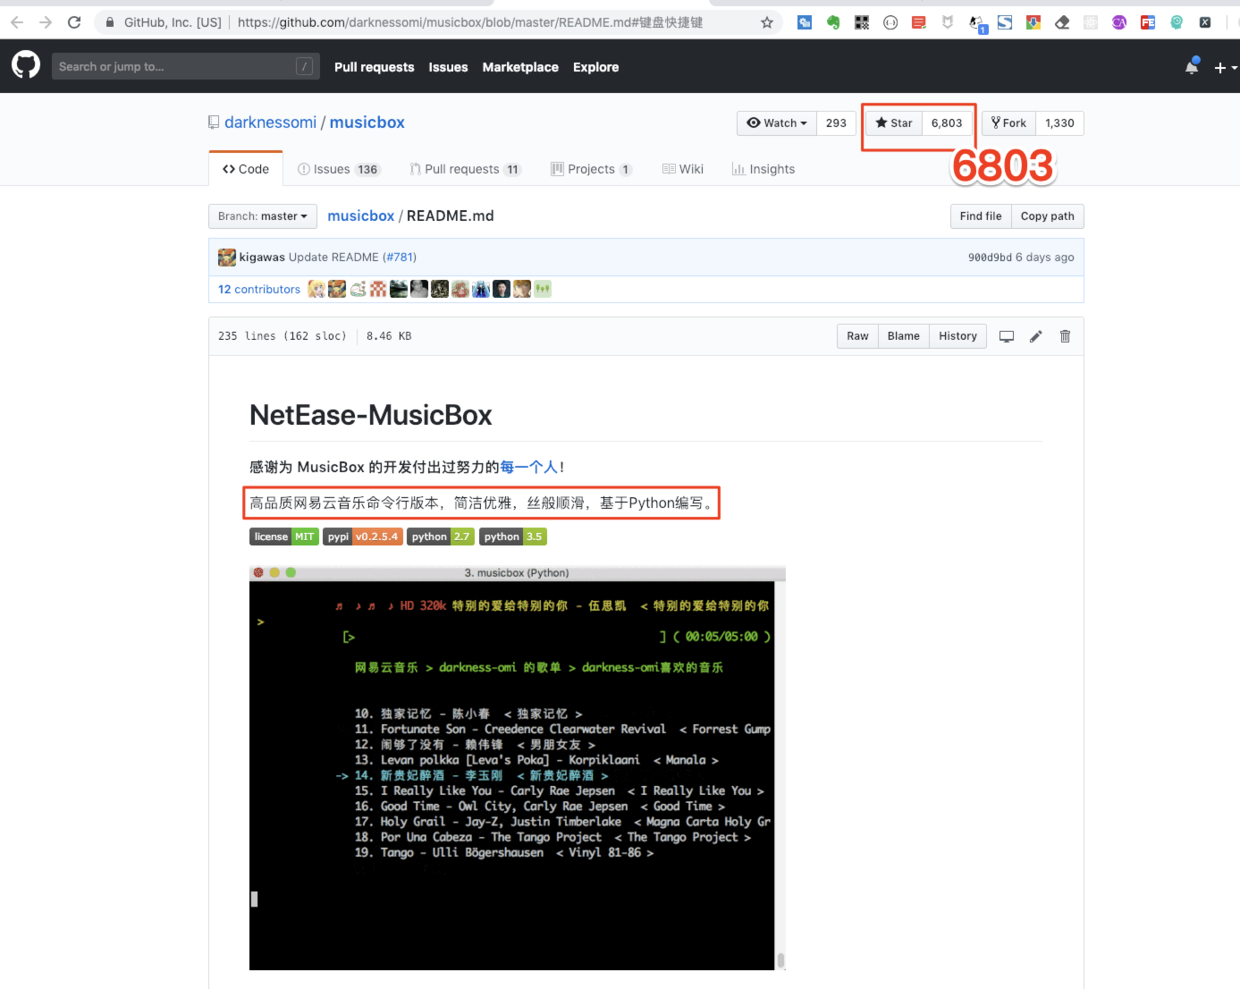 GitHub, Inc. [US] | https://github.com/darknessomi/musicbox/blob/master/README.md#键盘快捷键
Search or jump to... /
Pull requests Issues Marketplace Explore
darknessomi / musicbox
Watch 293 Star 6,803 Fork 1,330
6803
Code Issues 136 Pull requests 11 Projects 1 Wiki Insights
Branch: master musicbox / README.md Find file Copy path
kigawas Update README (#781) 900d9bd 6 days ago
12 contributors
235 lines (162 sloc) 8.46 KB Raw Blame History
NetEase-MusicBox
感谢为 MusicBox 的开发付出过努力的每一个人!
高品质网易云音乐命令行版本，简洁优雅，丝般顺滑，基于Python编写。
license MIT pypi v0.2.5.4 python 2.7 python 3.5
3. musicbox (Python)
♬ ♪ ♬ ♪ HD 320k 特别的爱给特别的你 - 伍思凯 < 特别的爱给特别的你
>
[> ] ( 00:05/05:00 )
网易云音乐 > darkness-omi 的歌单 > darkness-omi喜欢的音乐
10. 独家记忆 - 陈小春 < 独家记忆 >
11. Fortunate Son - Creedence Clearwater Revival < Forrest Gump
12. 闹够了没有 - 赖伟锋 < 男朋女友 >
13. Levan polkka [Leva's Poka] - Korpiklaani < Manala >
-> 14. 新贵妃醉酒 - 李玉刚 < 新贵妃醉酒 >
15. I Really Like You - Carly Rae Jepsen < I Really Like You >
16. Good Time - Owl City, Carly Rae Jepsen < Good Time >
17. Holy Grail - Jay-Z, Justin Timberlake < Magna Carta Holy Gr
18. Por Una Cabeza - The Tango Project < The Tango Project >
19. Tango - Ulli Bögershausen < Vinyl 81-86 >